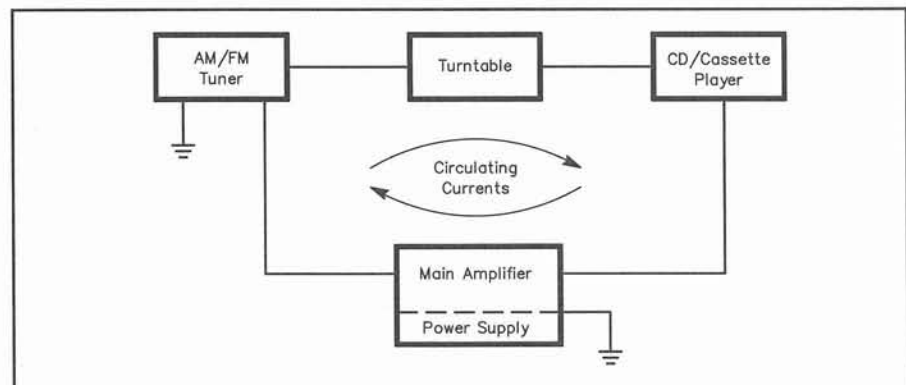 AM/FM
Tuner
Turntable
CD/Cassette
Player
Circulating
Currents
Main Amplifier
Power Supply